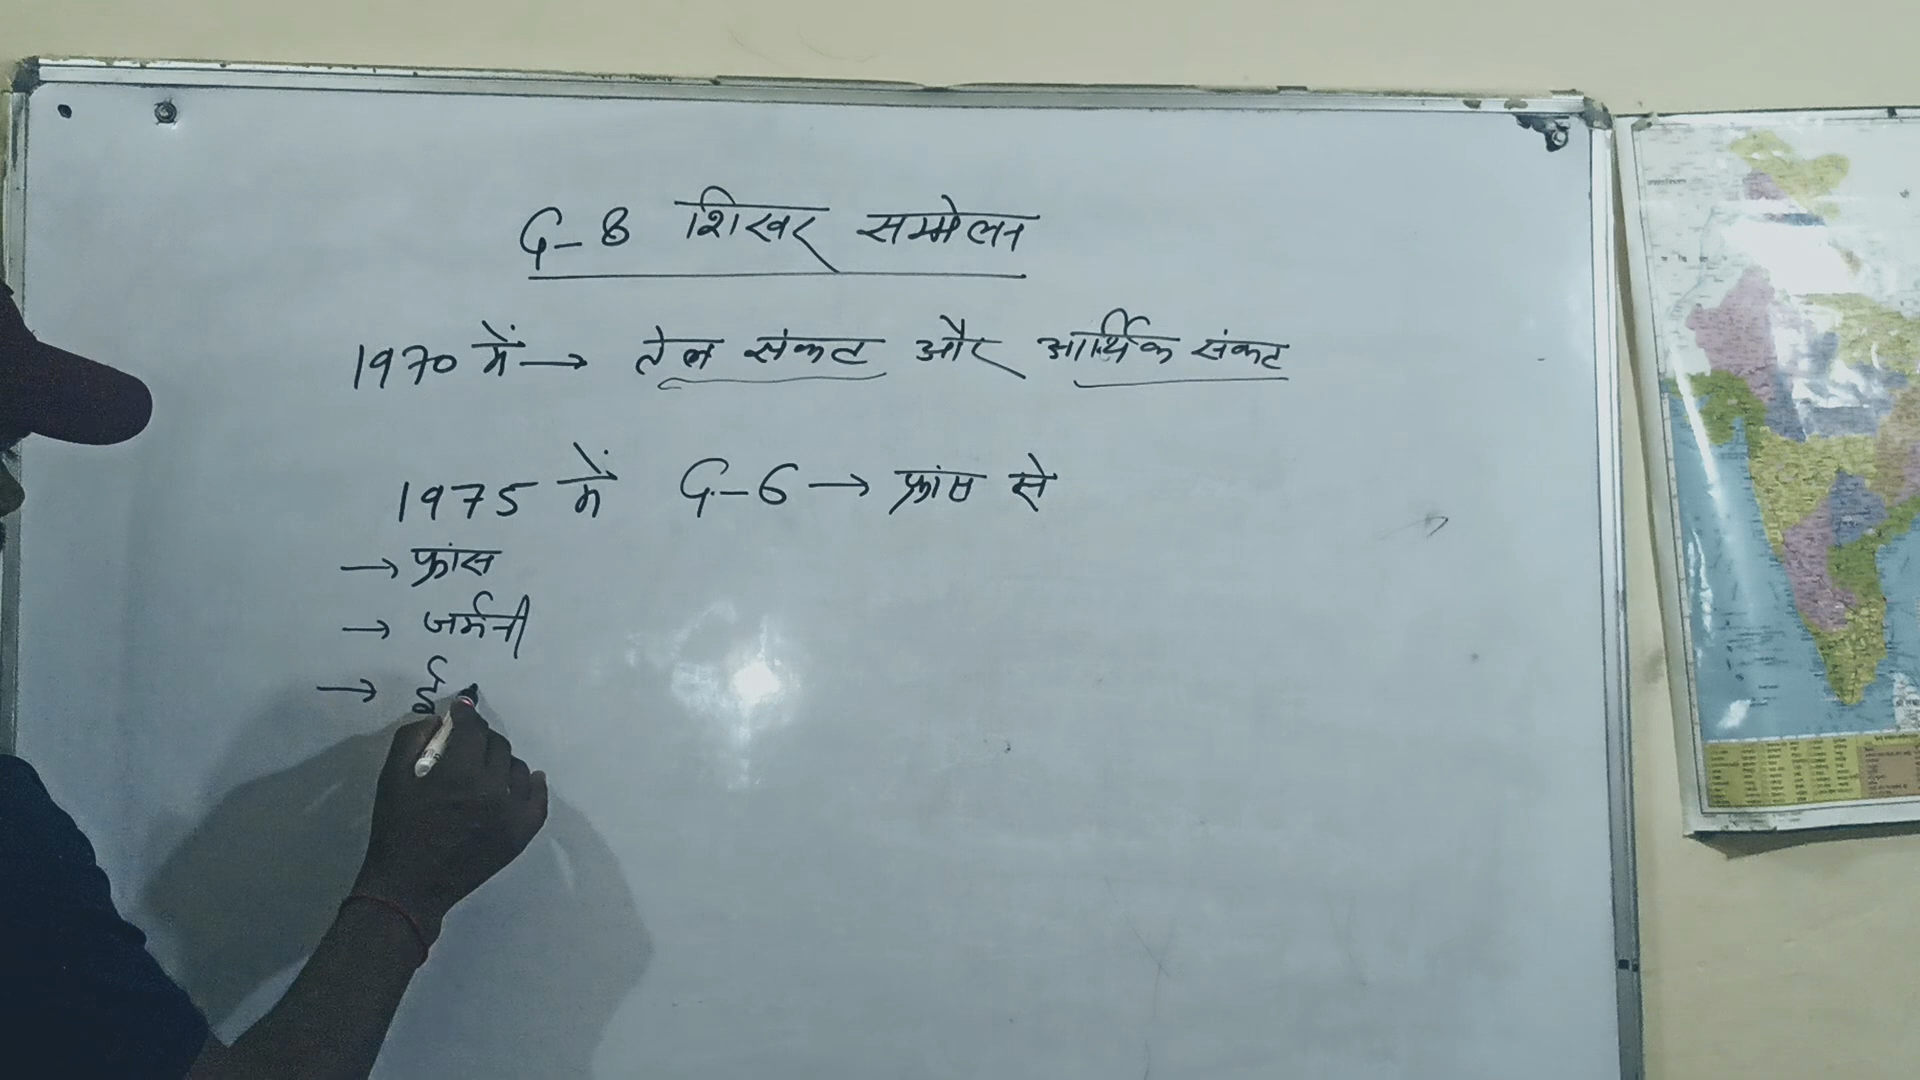 G-8 शिखर सम्मेलन
1970 में → तेल संकट और आर्थिक संकट
1975 में G-6 → फ्रांस से
→ फ्रांस
→ जर्मनी
→ ई